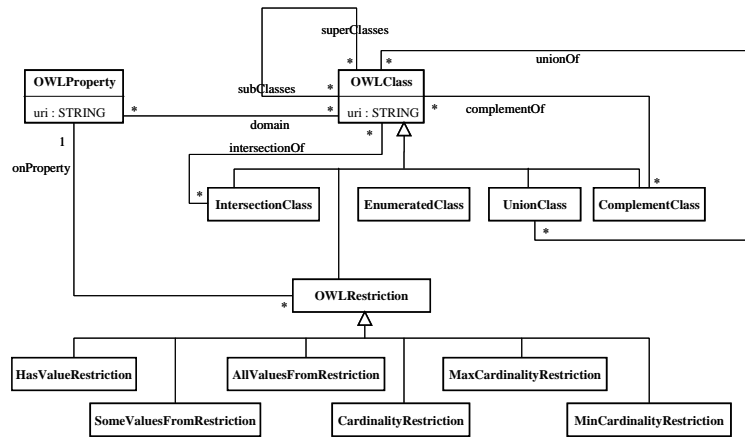 superClasses
*
*
unionOf
OWLProperty
OWLClass
subClasses
*
uri : STRING
*
*
uri : STRING
*
complementOf
domain
1
*
intersectionOf
onProperty
*
*
IntersectionClass
EnumeratedClass
UnionClass
ComplementClass
*
OWLRestriction
*
HasValueRestriction
AllValuesFromRestriction
MaxCardinalityRestriction
SomeValuesFromRestriction
CardinalityRestriction
MinCardinalityRestriction